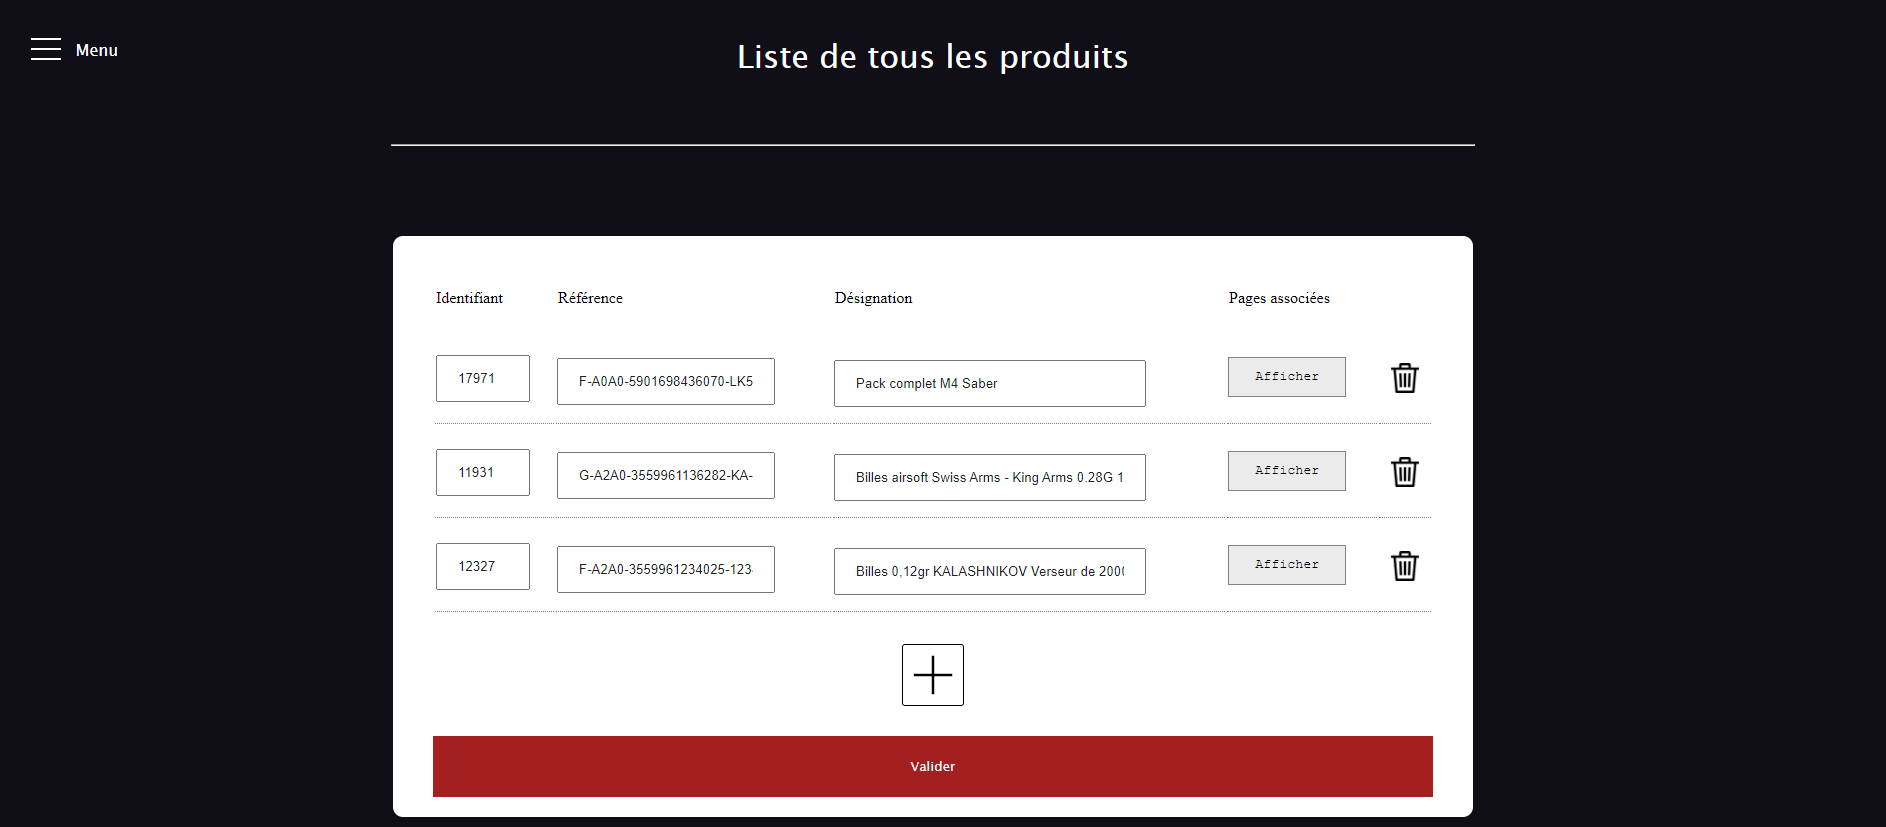 Menu
Liste de tous les produits
Identifiant Référence Désignation Pages associées
17971 F-A0A0-5901698436070-LK5 Pack complet M4 Saber Afficher
11931 G-A2A0-3559961136282-KA- Billes airsoft Swiss Arms - King Arms 0.28G 1 Afficher
12327 F-A2A0-3559961234025-123 Billes 0,12gr KALASHNIKOV Verseur de 200 Afficher
Valider